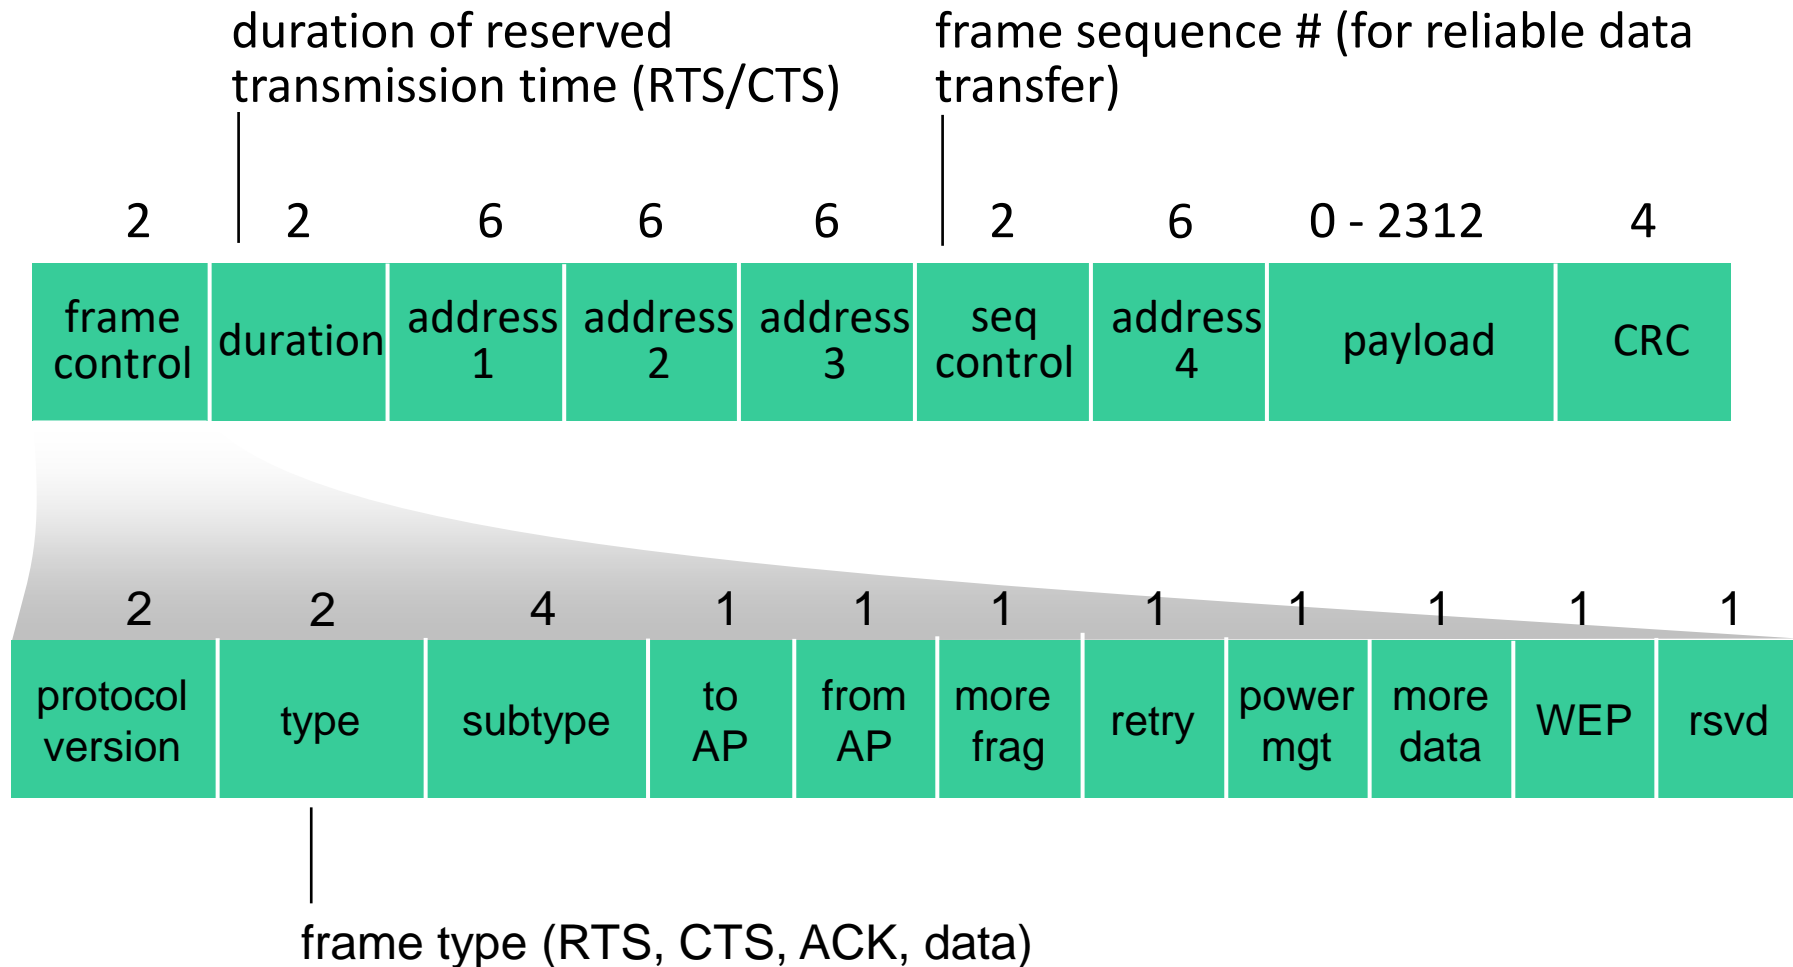 duration of reserved
transmission time (RTS/CTS)
frame sequence # (for reliable data
transfer)
2 2 6 6 6 2 6 0 - 2312 4
frame
control
duration
address
1
address
2
address
3
seq
control
address
4
payload
CRC
2 2 4 1 1 1 1 1 1 1 1
protocol
version
type
subtype
to
AP
from
AP
more
frag
retry
power
mgt
more
data
WEP
rsvd
frame type (RTS, CTS, ACK, data)